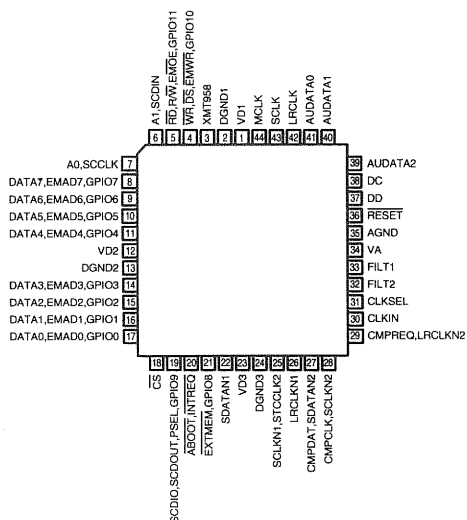 A1,SCDIN
RD,R/W,EMOE,GPIO11
WR,DS,EMWR,GPIO10
XMT958
DGND1
VD1
MCLK
SCLK
LRCLK
AUDATA0
AUDATA1
6 5 4 3 2 1 44 43 42 41 40
A0,SCCLK 7
DATA7,EMAD7,GPIO7 8
DATA6,EMAD6,GPIO6 9
DATA5,EMAD5,GPIO5 10
DATA4,EMAD4,GPIO4 11
VD2 12
DGND2 13
DATA3,EMAD3,GPIO3 14
DATA2,EMAD2,GPIO2 15
DATA1,EMAD1,GPIO1 16
DATA0,EMAD0,GPIO0 17
39 AUDATA2
38 DC
37 DD
36 RESET
35 AGND
34 VA
33 FILT1
32 FILT2
31 CLKSEL
30 CLKIN
29 CMPREQ,LRCLKN2
18 19 20 21 22 23 24 25 26 27 28
CS
SCDIO,SCDOUT,PSEL,GPIO9
ABOOT,INTREQ
EXTMEM,GPIO8
SDATAN1
VD3
DGND3
SCLKN1,STCCLK2
LRCLKN1
CMPDAT,SDATAN2
CMPCLK,SCLKN2